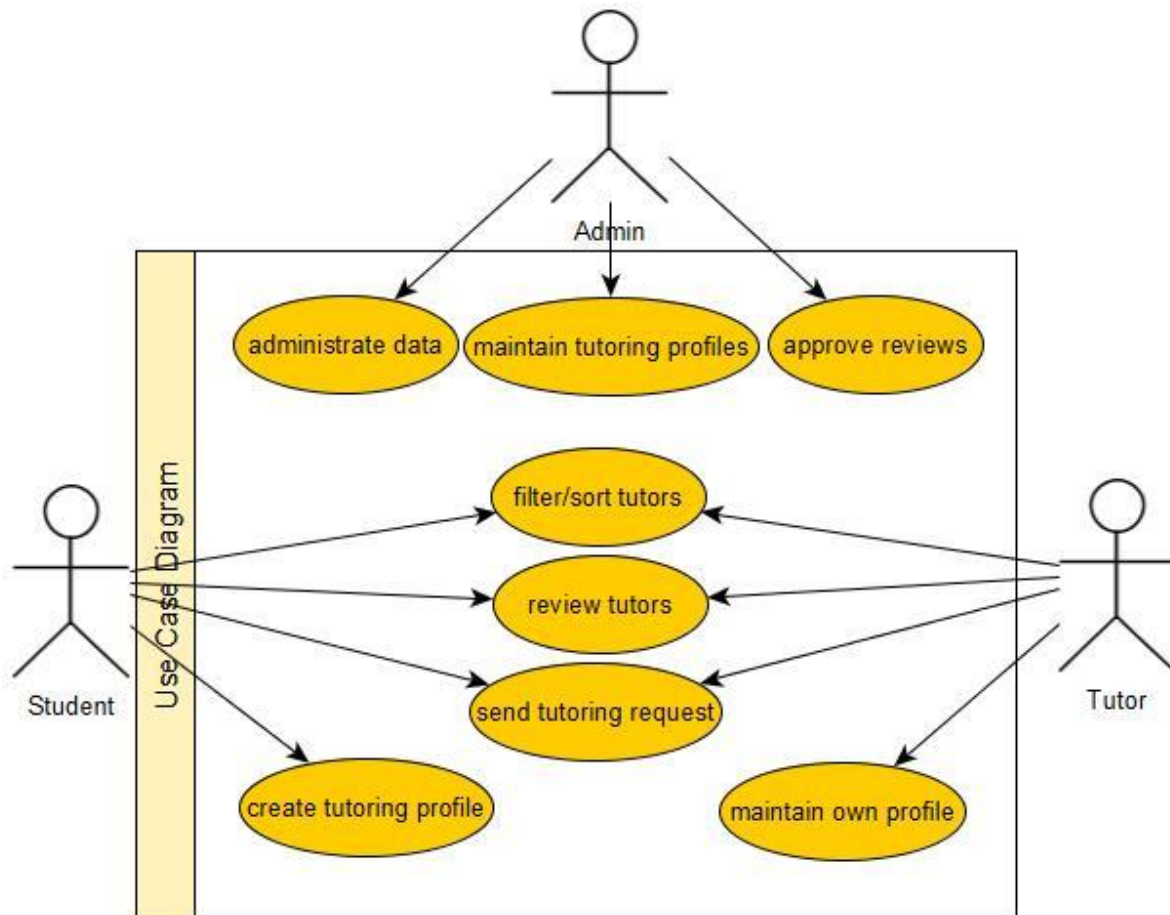 Admin
administrate data
maintain tutoring profiles
approve reviews
Use Case Diagram
filter/sort tutors
review tutors
Student
send tutoring request
Tutor
create tutoring profile
maintain own profile